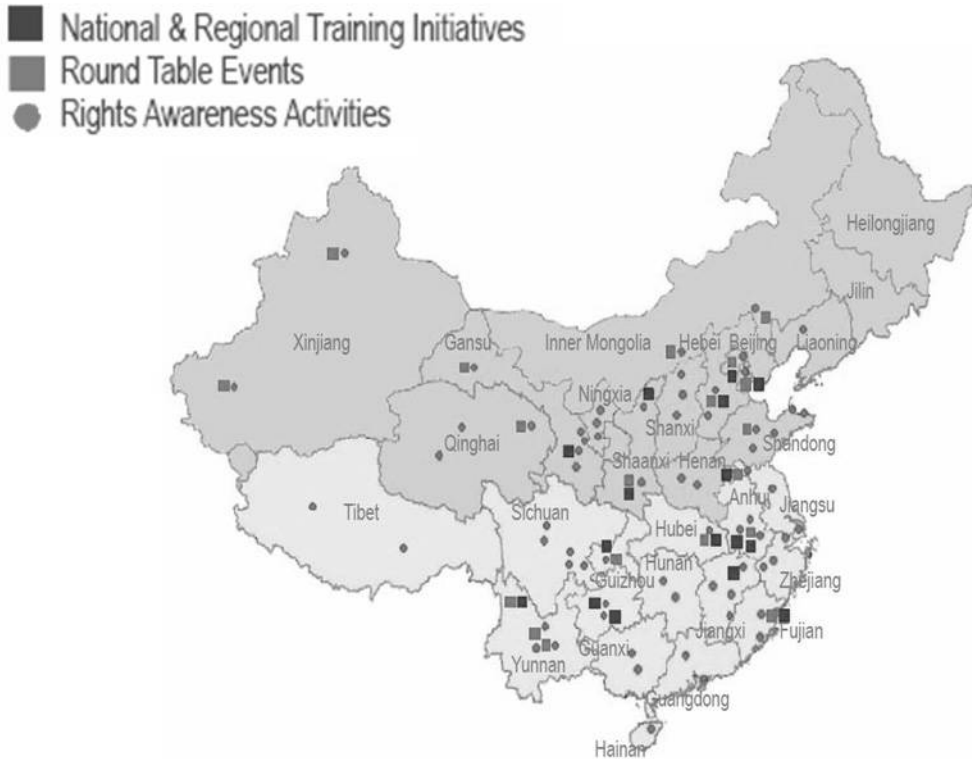 National & Regional Training Initiatives
Round Table Events
Rights Awareness Activities
Heilongjiang
Jilin
Xinjiang
Gansu
Inner Mongolia
Hebei
Beijing
Liaoning
Ningxia
Qinghai
Shanxi
Shandong
Shaanxi
Henan
Tibet
Sichuan
Anhui
Jiangsu
Hubei
Hunan
Guizhou
Zhejiang
Jiangxi
Fujian
Guanxi
Yunnan
Guangdong
Hainan